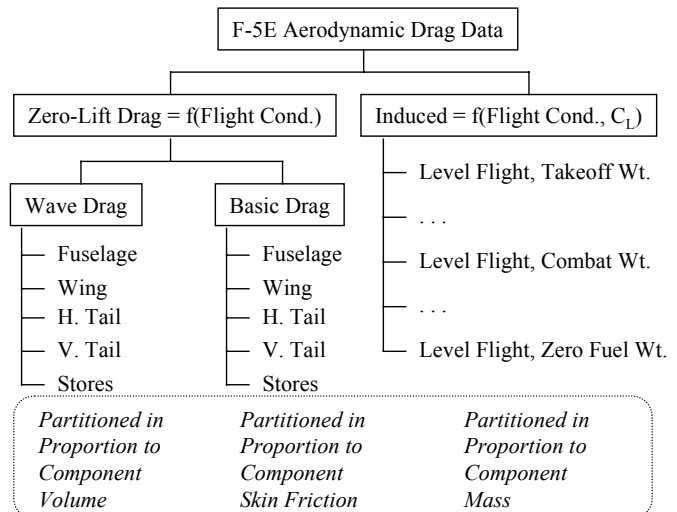 F-5E Aerodynamic Drag Data
Zero-Lift Drag = f(Flight Cond.)
Induced = f(Flight Cond., C_L)
Wave Drag
Fuselage
Wing
H. Tail
V. Tail
Stores
Basic Drag
Fuselage
Wing
H. Tail
V. Tail
Stores
Level Flight, Takeoff Wt.
. . .
Level Flight, Combat Wt.
. . .
Level Flight, Zero Fuel Wt.
Partitioned in
Proportion to
Component
Volume
Partitioned in
Proportion to
Component
Skin Friction
Partitioned in
Proportion to
Component
Mass